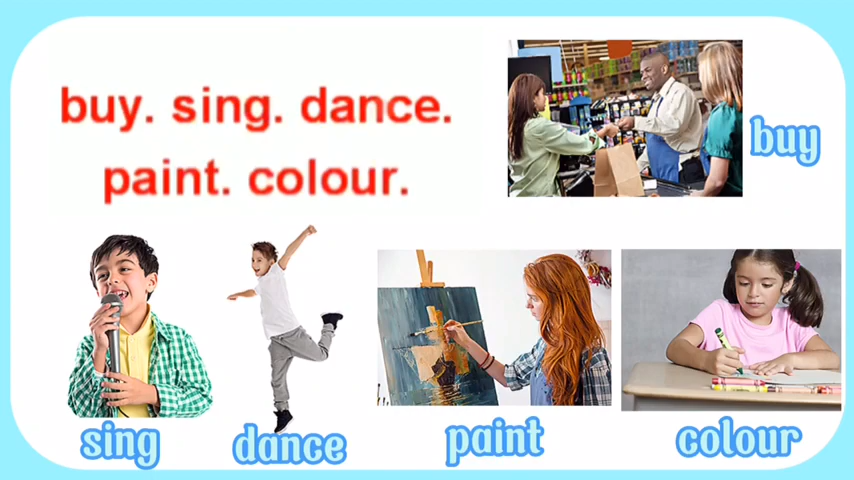 buy. sing. dance.
paint. colour.
buy
sing
dance
paint
colour